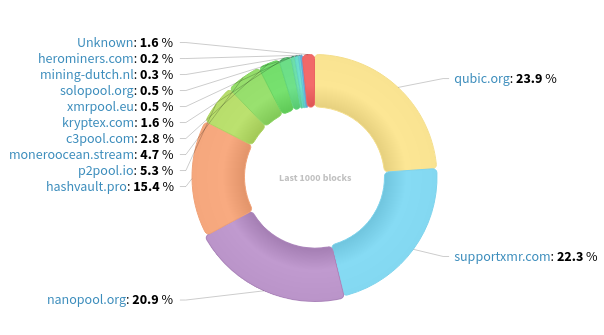 Unknown: 1.6 %
herominers.com: 0.2 %
mining-dutch.nl: 0.3 %
solopool.org: 0.5 %
xmrpool.eu: 0.5 %
kryptex.com: 1.6 %
c3pool.com: 2.8 %
moneroocean.stream: 4.7 %
p2pool.io: 5.3 %
hashvault.pro: 15.4 %
nanopool.org: 20.9 %
qubic.org: 23.9 %
Last 1000 blocks
supportxmr.com: 22.3 %